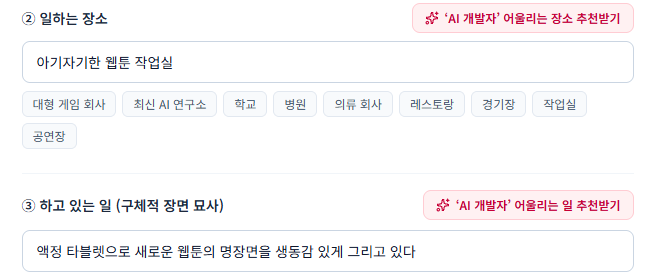 ② 일하는 장소
‘AI 개발자’ 어울리는 장소 추천받기
아기자기한 웹툰 작업실
대형 게임 회사 최신 AI 연구소 학교 병원 의류 회사 레스토랑 경기장 작업실
공연장
③ 하고 있는 일 (구체적 장면 묘사)
‘AI 개발자’ 어울리는 일 추천받기
액정 타블렛으로 새로운 웹툰의 명장면을 생동감 있게 그리고 있다